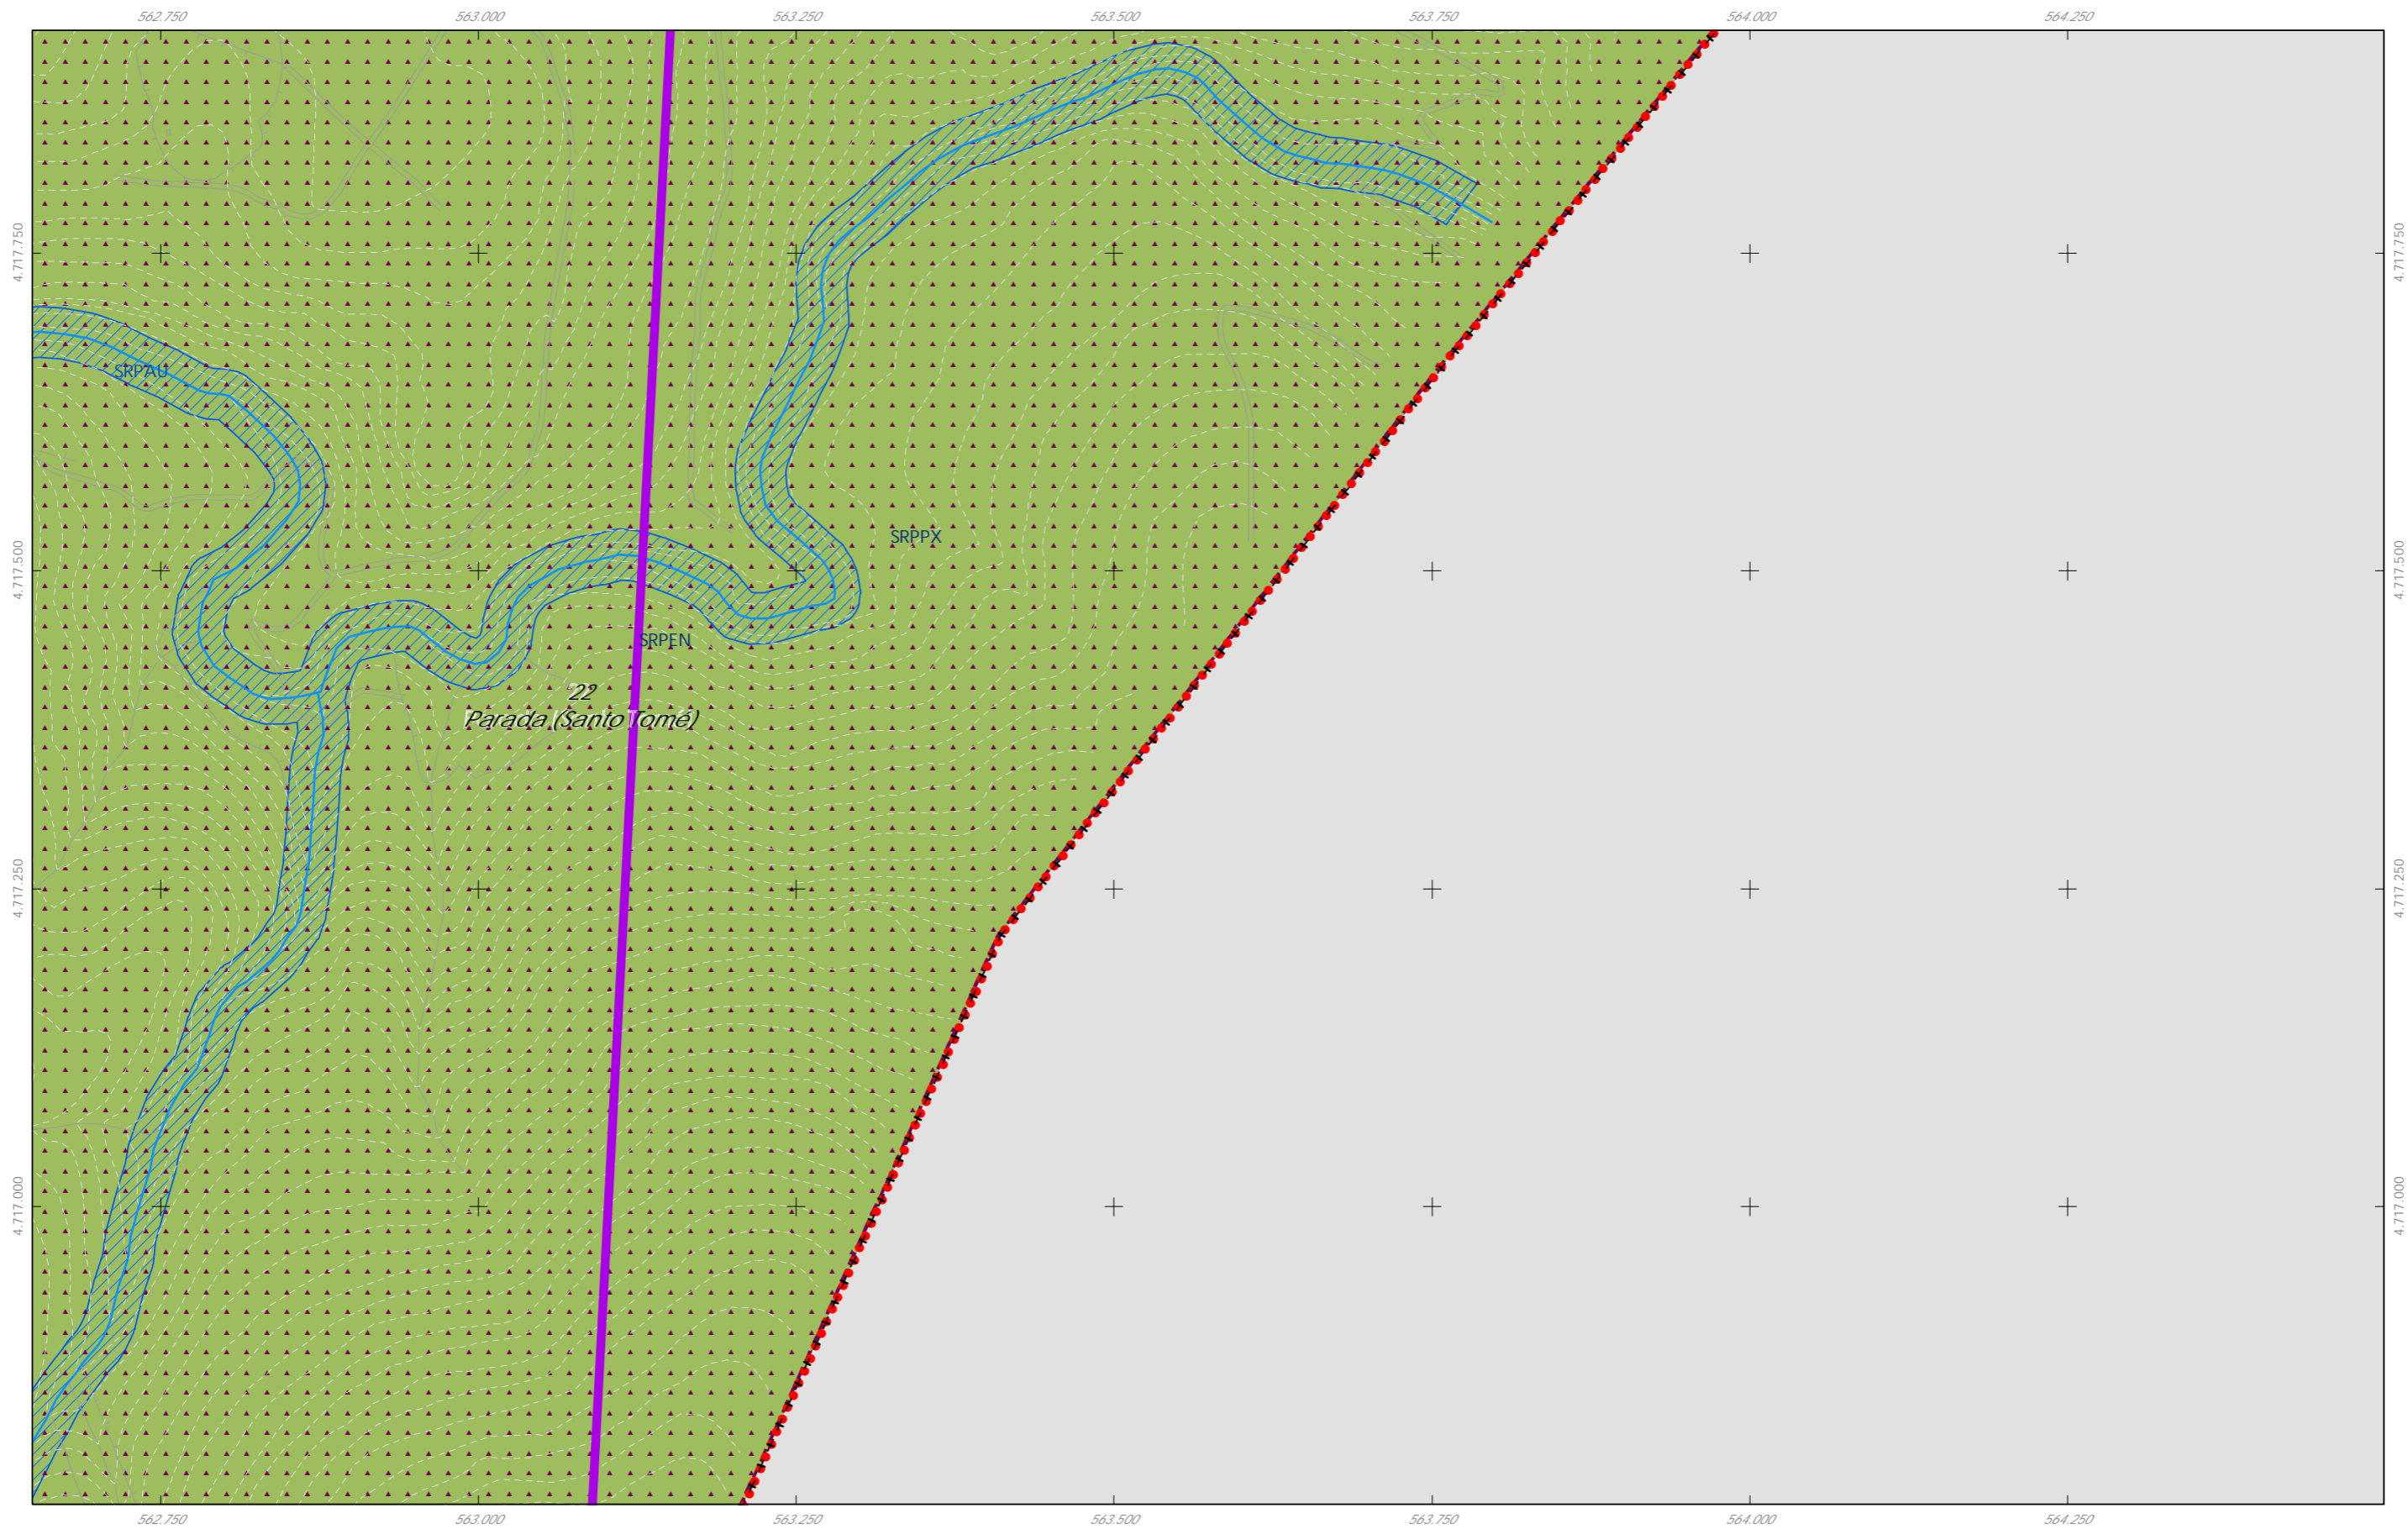 562.750 563.000 563.250 563.500 563.750 564.000 564.250
4.717.750 4.717.750
SRPAU
SRPPX
4.717.500 4.717.500
SRPEN
22
Parada (Santo Tomé)
4.717.250 4.717.250
4.717.000 4.717.000
562.750 563.000 563.250 563.500 563.750 564.000 564.250